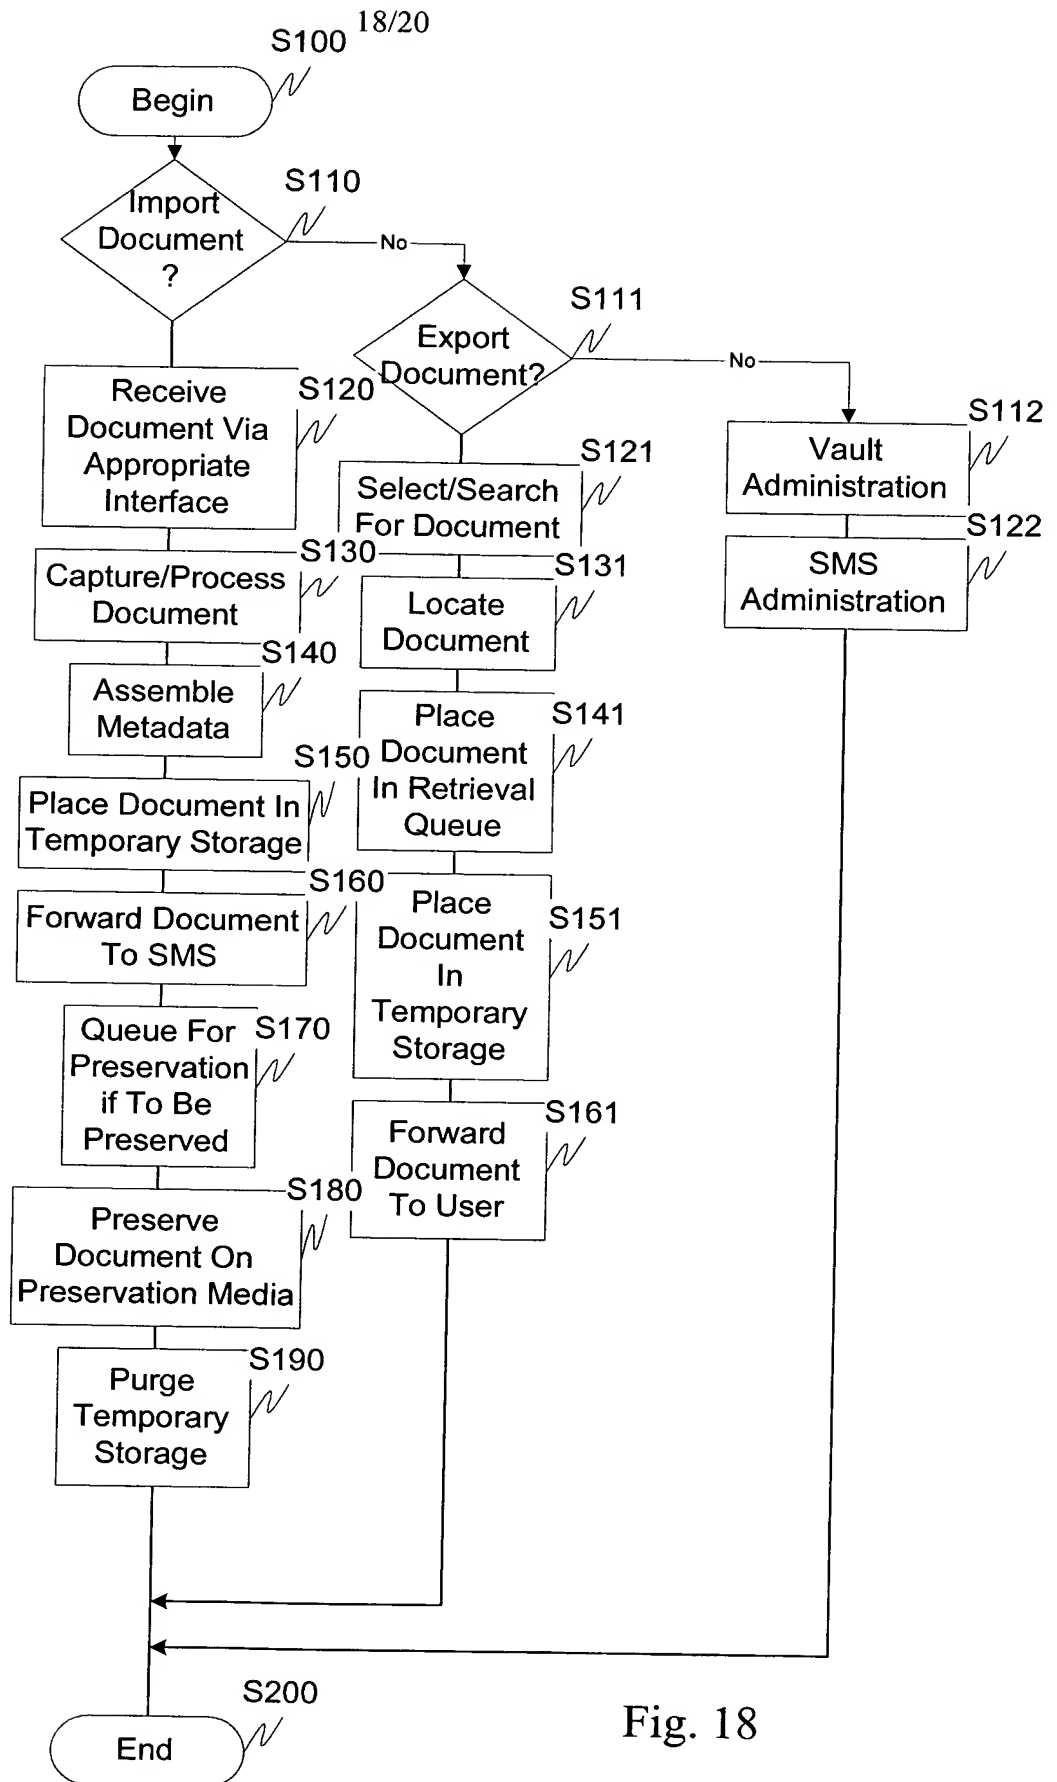 18/20
S100
Begin
S110
Import
Document
?
No
S111
Export
Document?
No
S120
Receive
Document Via
Appropriate
Interface
S121
Select/Search
For Document
S112
Vault
Administration
S130
Capture/Process
Document
S131
Locate
Document
S122
SMS
Administration
S140
Assemble
Metadata
S141
Place
Document
In Retrieval
Queue
S150
Place Document In
Temporary Storage
S160
Forward Document
To SMS
S151
Place
Document
In
Temporary
Storage
S170
Queue For
Preservation
if To Be
Preserved
S161
Forward
Document
To User
S180
Preserve
Document On
Preservation Media
S190
Purge
Temporary
Storage
S200
End
Fig. 18